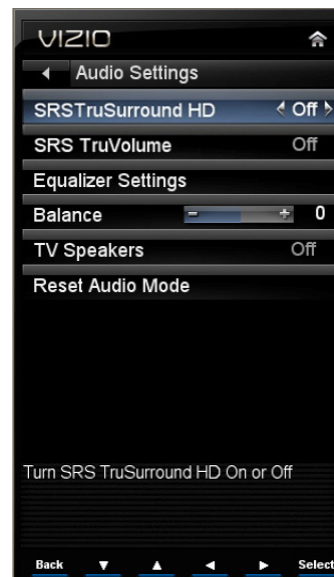 VIZIO
Audio Settings
SRSTruSurround HD Off
SRS TruVolume Off
Equalizer Settings
Balance - + 0
TV Speakers Off
Reset Audio Mode
Turn SRS TruSurround HD On or Off
Back Select